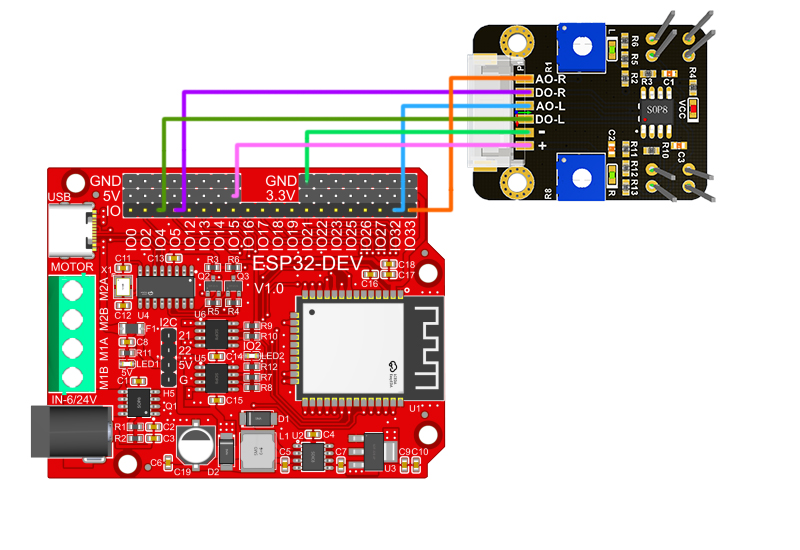 GND
5V
IO
GND
3.3V
USB
IO0
IO2
IO4
IO5
IO12
IO13
IO14
IO15
IO16
IO17
IO18
IO19
IO21
IO22
IO23
IO25
IO26
IO27
IO32
IO33
MOTOR
X1
C11
C13
R3
R6
ESP32-DEV
V1.0
C18
C17
C16
Q2
Q3
R5
R4
M2A
M2B
M1A
M1B
C12
U4
F1
I2C
21
22
5V
G
H5
U6
U5
R9
R10
IO2
LED2
R12
R7
R8
C14
C15
C8
R11
LED1
5V
C1
IN-6/24V
Q1
R1
R2
C2
C3
C6
C19
D2
D1
L1
U2
C4
C5
C7
U3
C9
C10
U1
R1
AO-R
DO-R
AO-L
DO-L
-
+
L
R6
R5
R2
R3
C1
R4
SOP8
VCC
C2
R11
R12
R13
R10
C3
R8
R